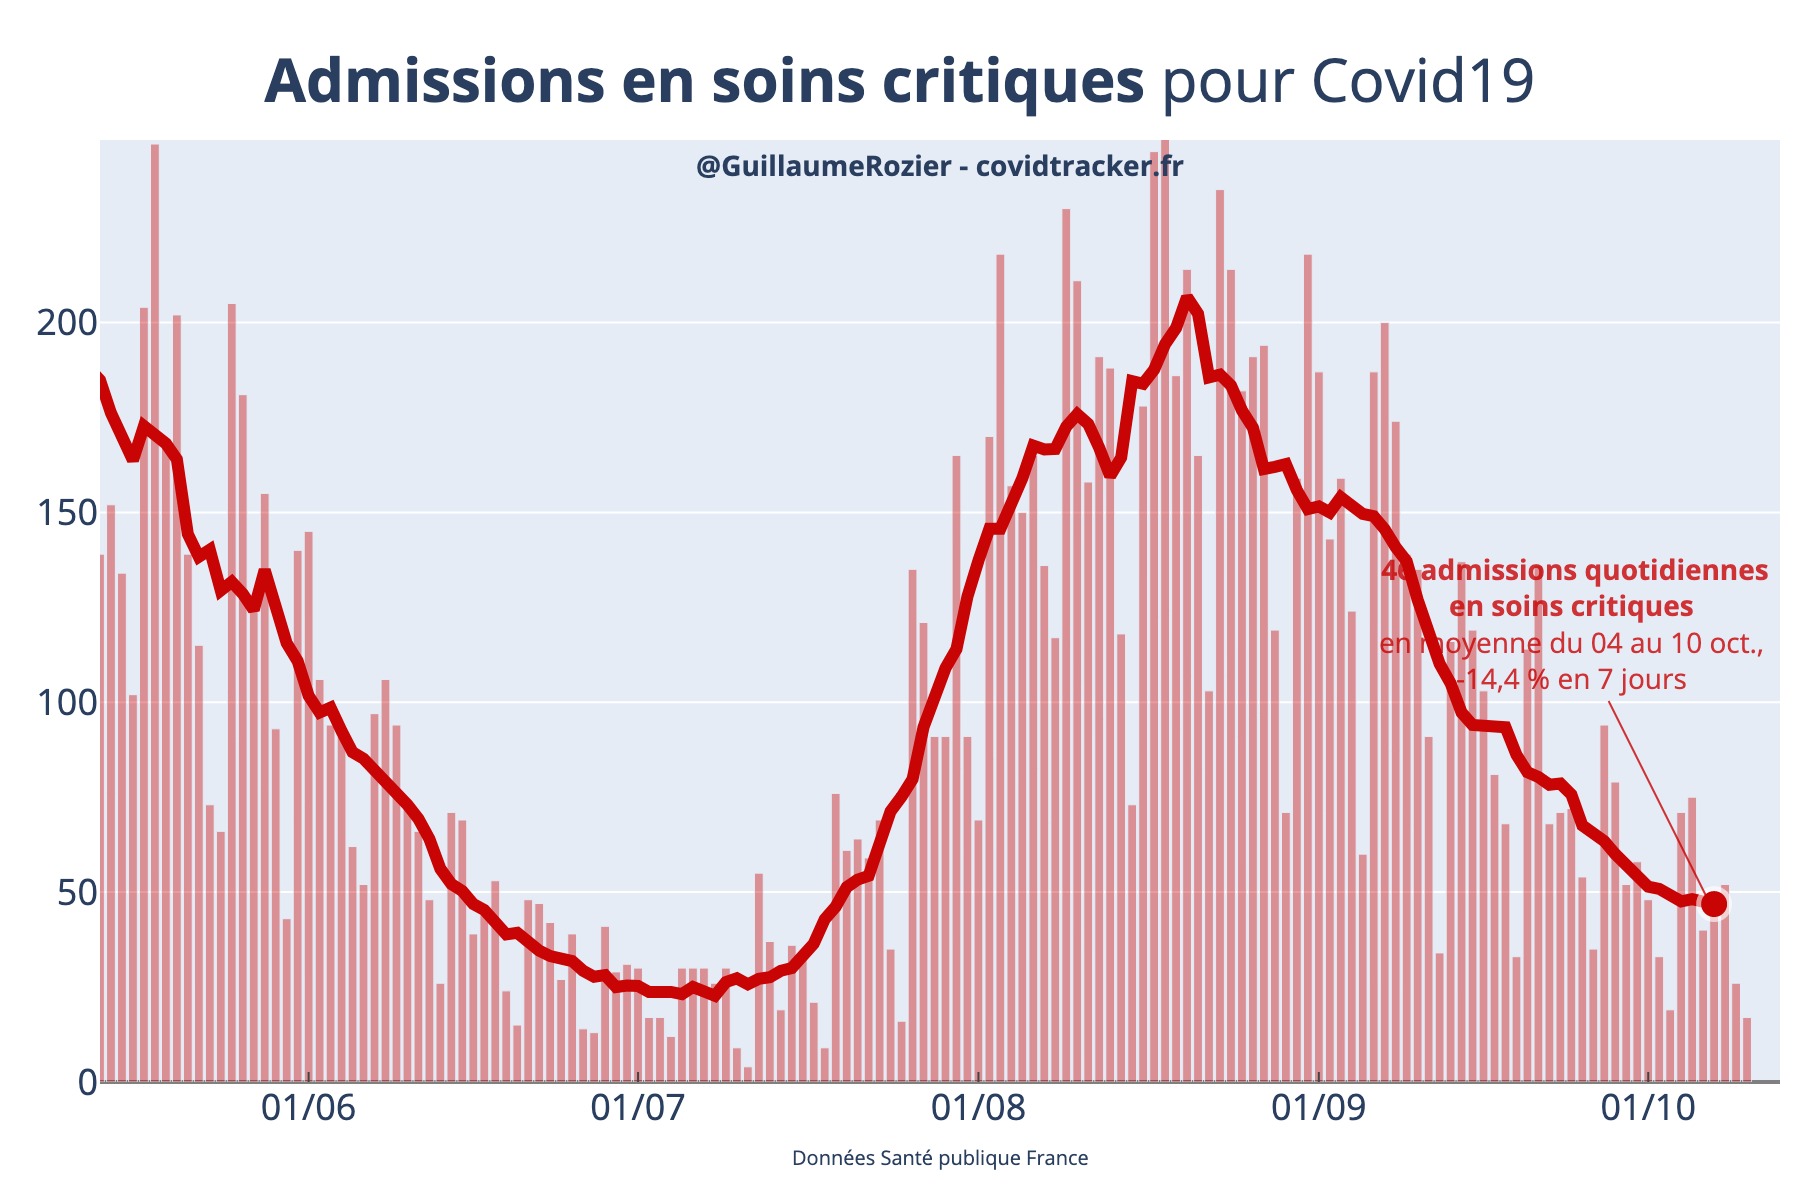 Admissions en soins critiques pour Covid19
@GuillaumeRozier - covidtracker.fr
200
150
100
50
0
admissions quotidiennes
en soins critiques
en moyenne du 04 au 10 oct.,
-14,4 % en 7 jours
01/06 01/07 01/08 01/09 01/10
Données Santé publique France